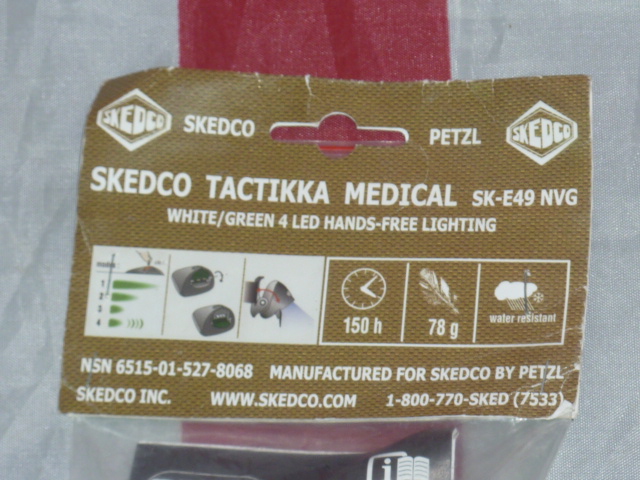 SKEDCO SKEDCO PETZL SKEDCO
SKEDCO TACTIKKA MEDICAL SK-E49 NVG
WHITE/GREEN 4 LED HANDS-FREE LIGHTING
1
2
3
4
150 h
78 g
water resistant
NSN 6515-01-527-8068 MANUFACTURED FOR SKEDCO BY PETZL
SKEDCO INC. WWW.SKEDCO.COM 1-800-770-SKED (7533)
i